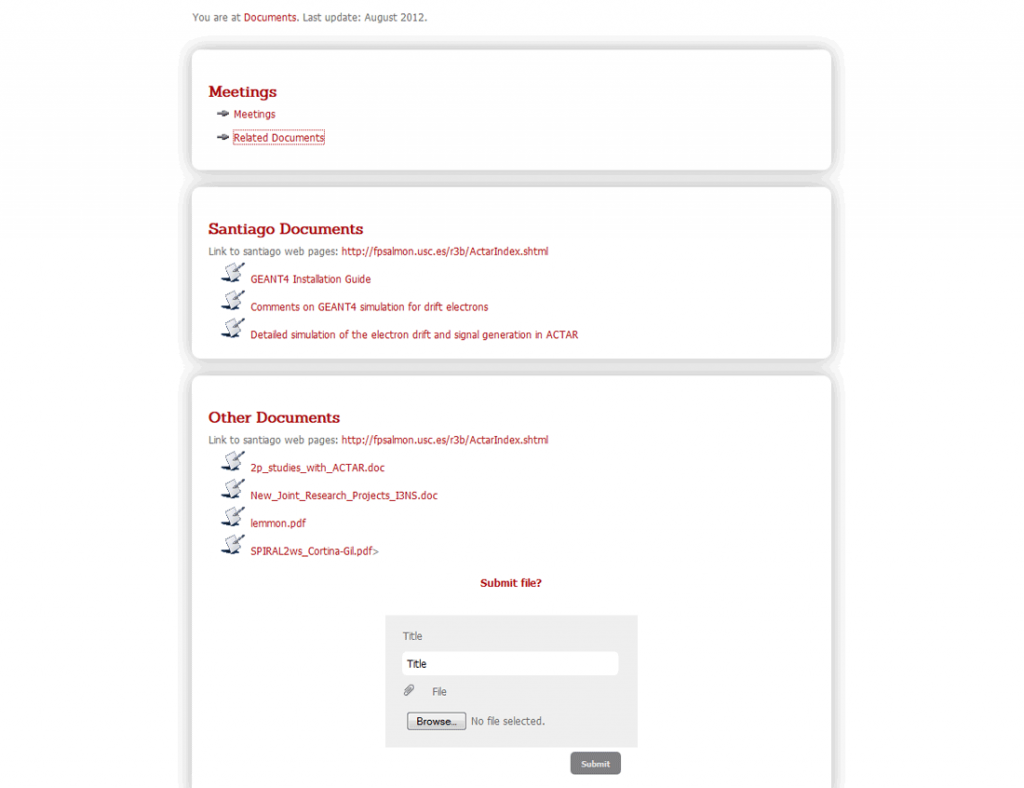 You are at Documents. Last update: August 2012.
Meetings
Meetings
Related Documents
Santiago Documents
Link to santiago web pages: http://fpsalmon.usc.es/r3b/ActarIndex.shtml
GEANT4 Installation Guide
Comments on GEANT4 simulation for drift electrons
Detailed simulation of the electron drift and signal generation in ACTAR
Other Documents
Link to santiago web pages: http://fpsalmon.usc.es/r3b/ActarIndex.shtml
2p_studies_with_ACTAR.doc
New_Joint_Research_Projects_I3NS.doc
lemmon.pdf
SPIRAL2ws_Cortina-Gil.pdf>
Submit file?
Title
Title
File
Browse... No file selected.
Submit